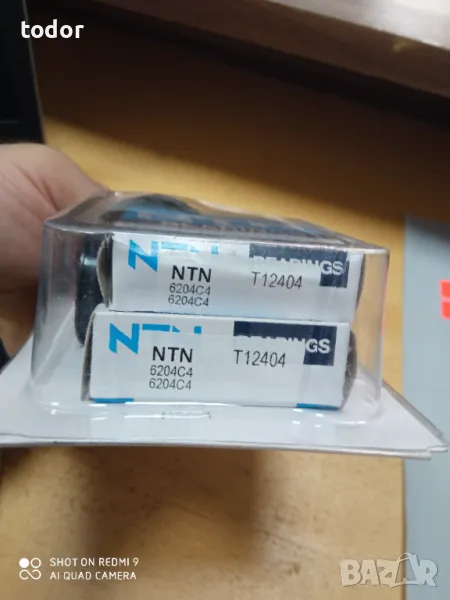 todor
NTN BEARINGS
NTN T12404
6204C4
6204C4
NTN BEARINGS
NTN T12404
6204C4
6204C4
SHOT ON REDMI 9
AI QUAD CAMERA
BAZAR